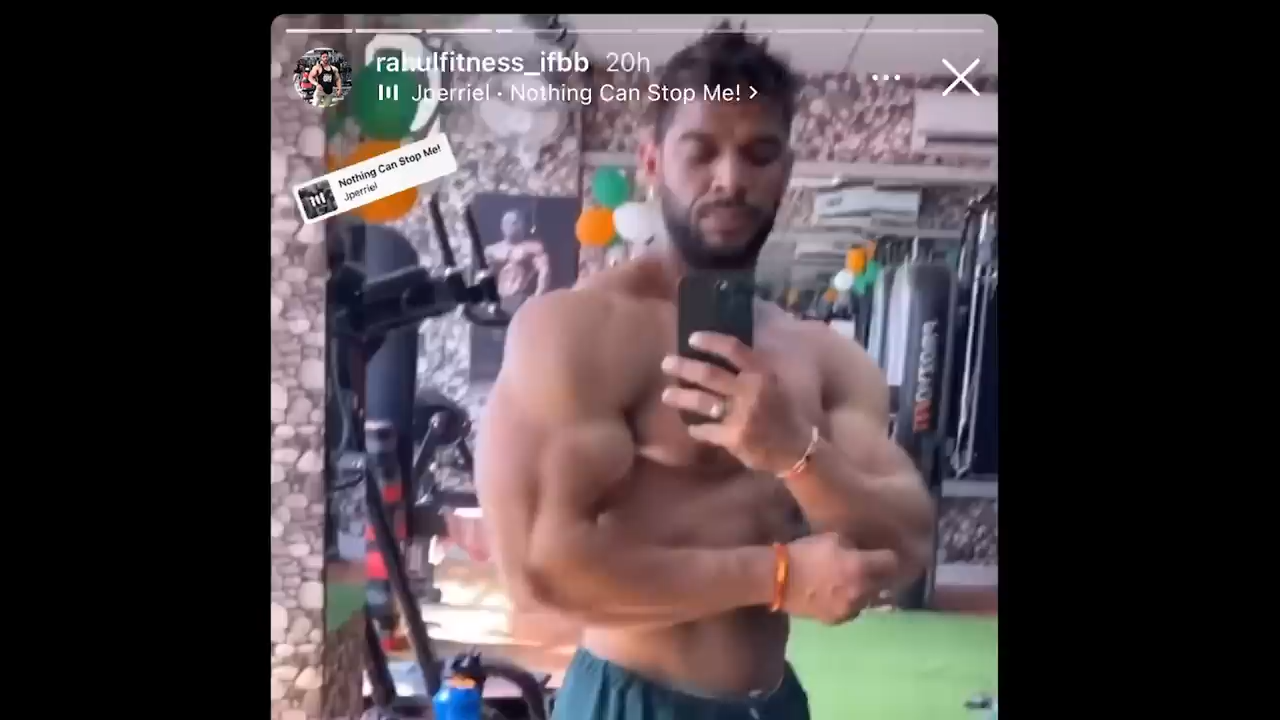 rahulfitness_ifbb 20h
Jperriel • Nothing Can Stop Me! >
Nothing Can Stop Me!
Jperriel